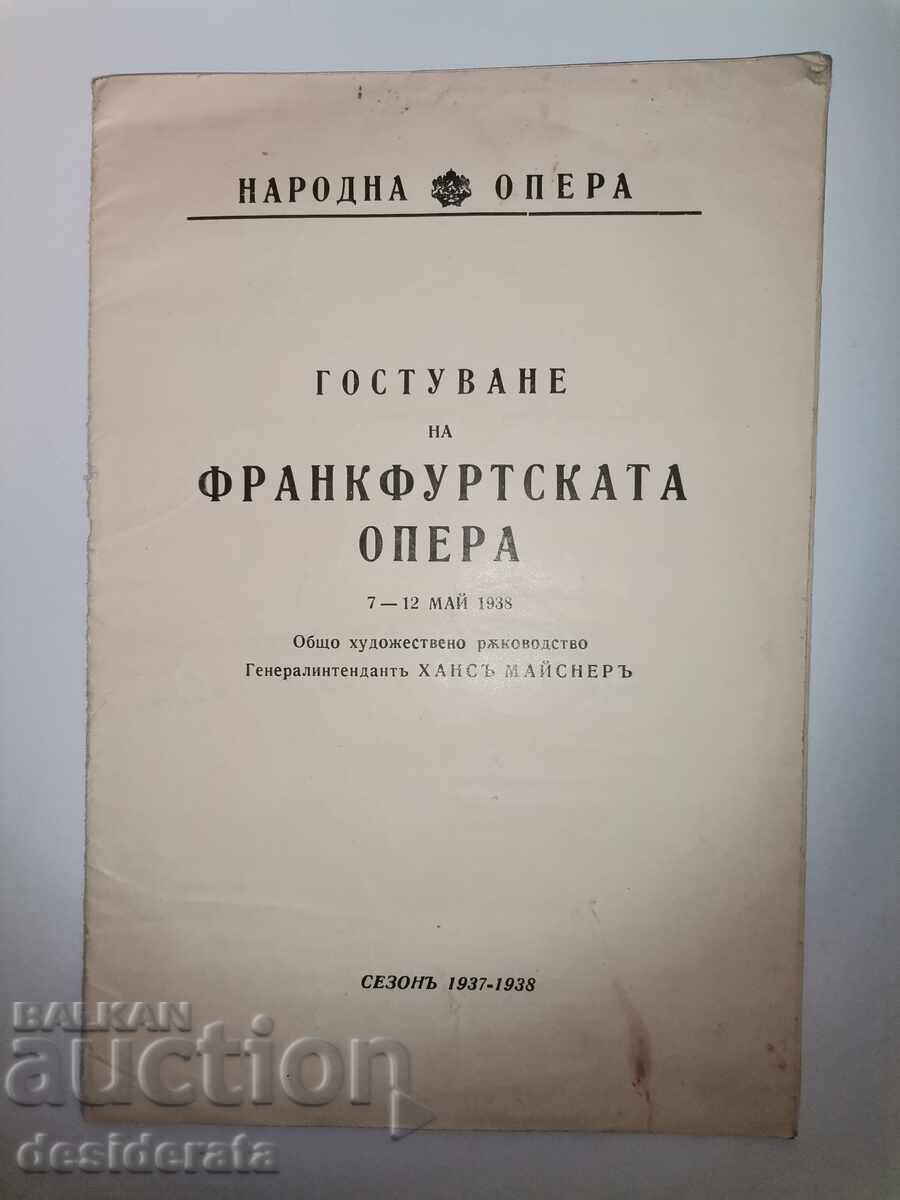 НАРОДНА ОПЕРА
ГОСТУВАНЕ
НА
ФРАНКФУРТСКАТА
ОПЕРА
7 — 12 МАЙ 1938
Общо художествено рѫководство
Генералинтендантъ ХАНСЪ МАЙСНЕРЪ
СЕЗОНЪ 1937-1938
BALKAN
auction
desiderata